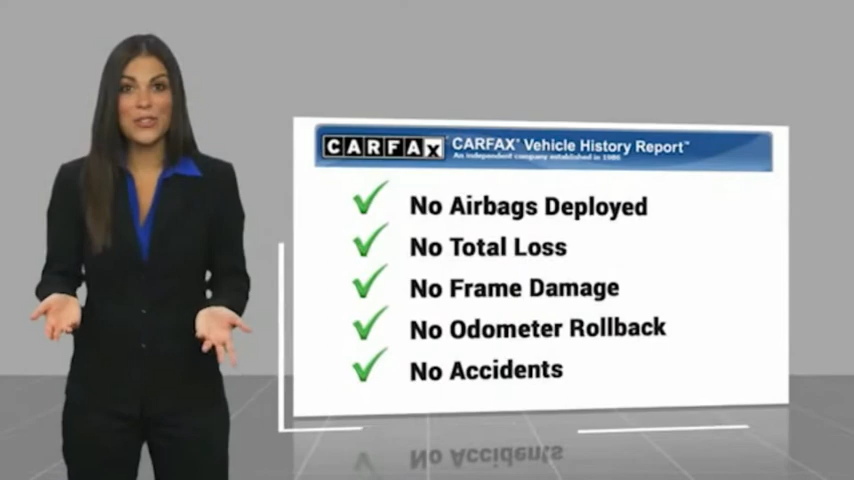 CARFAX CARFAX® Vehicle History Report™
An independent company established in 1986
No Airbags Deployed
No Total Loss
No Frame Damage
No Odometer Rollback
No Accidents
No Accidents